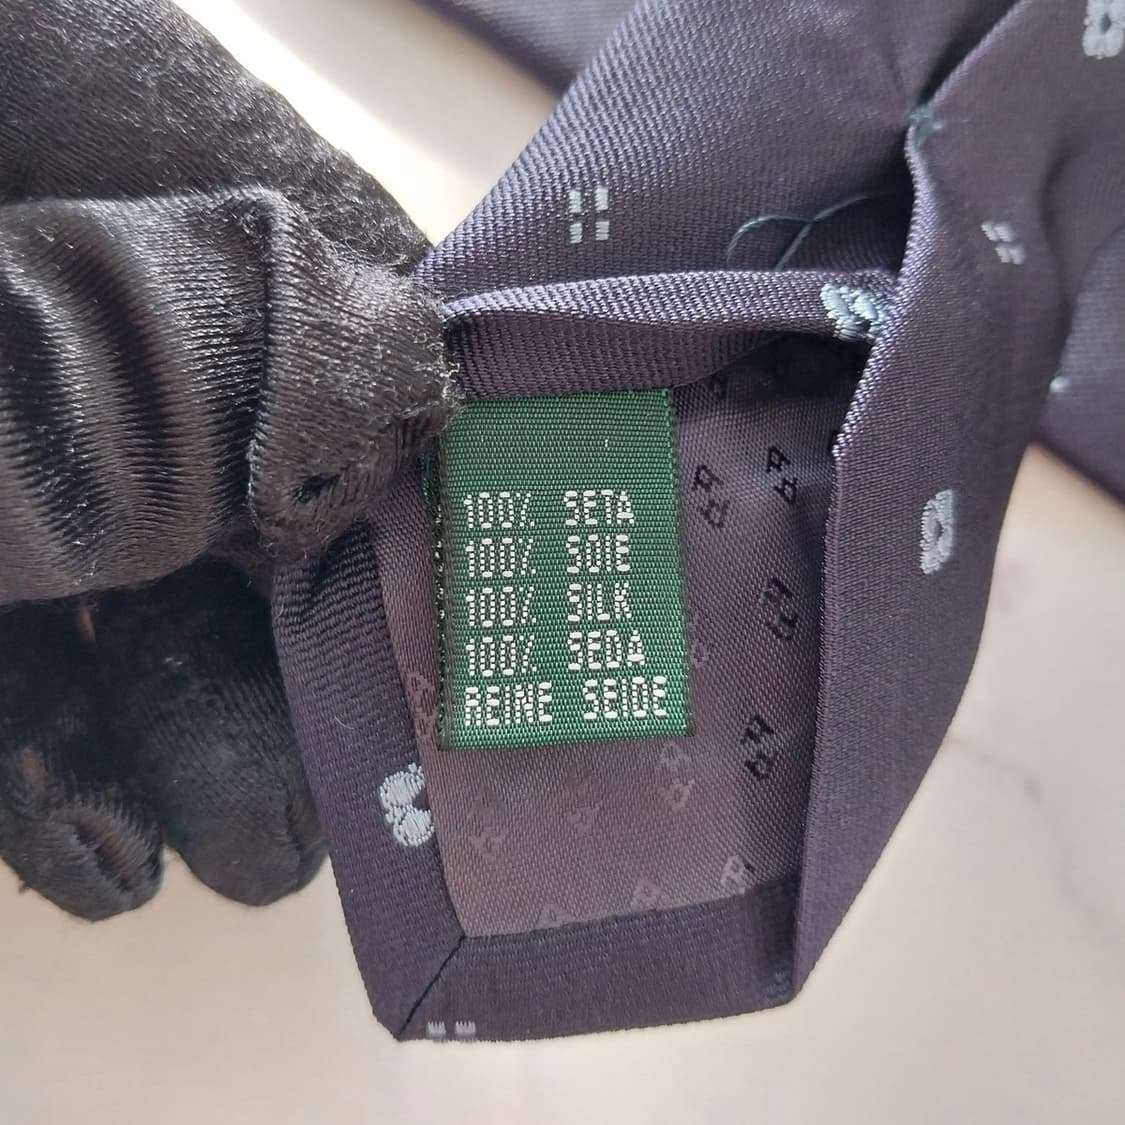 100% SETA
100% SOIE
100% SILK
100% SEDA
REINE SEIDE